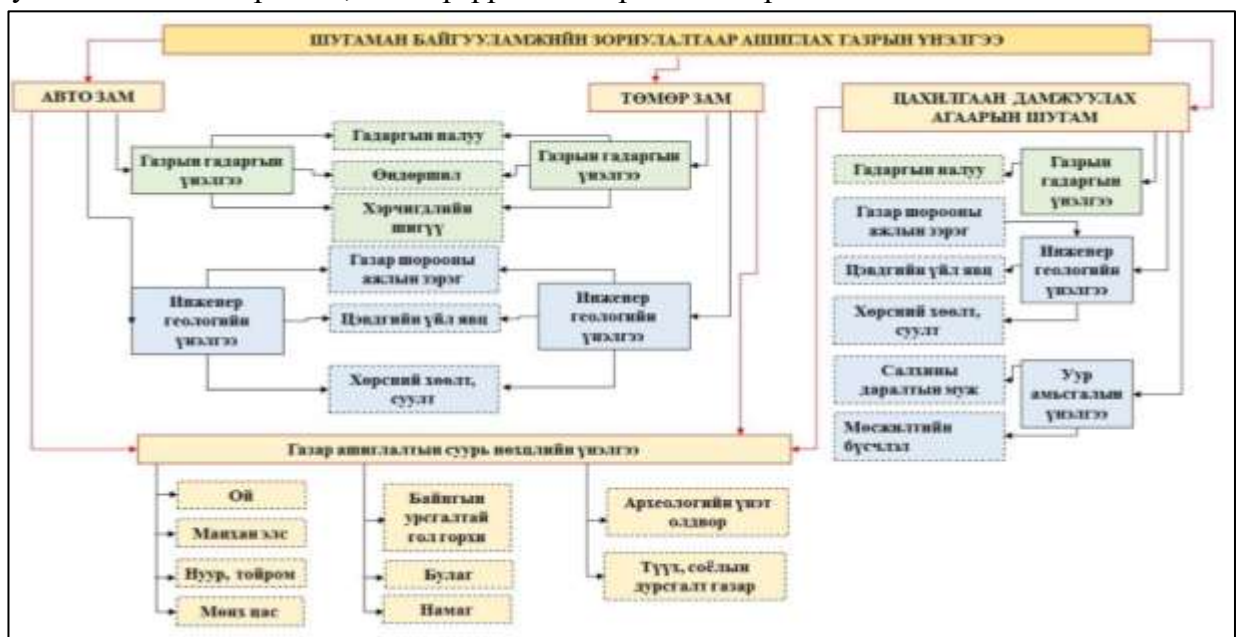 ШУГАМАН БАЙГУУЛАМЖИЙН ЗОРИУЛАЛТААР АШИГЛАХ ГАЗРЫН ҮНЭЛГЭЭ
АВТО ЗАМ
ТӨМӨР ЗАМ
ЦАХИЛГААН ДАМЖУУЛАХ
АГААРЫН ШУГАМ
Газрын гадаргын
үнэлгээ
Гадаргын налуу
Өндөршил
Хэрчигдлийн
шигүү
Газрын гадаргын
үнэлгээ
Инженер
геологийн
үнэлгээ
Газар шорооны
ажлын зэрэг
Цэвдгийн үйл явц
Хөрсний хөөлт,
суулт
Инженер
геологийн
үнэлгээ
Гадаргын налуу
Газрын
гадаргын
үнэлгээ
Газар шорооны
ажлын зэрэг
Цэвдгийн үйл явц
Хөрсний хөөлт,
суулт
Инженер
геологийн
үнэлгээ
Салхины
даралтын муж
Мөсжилтийн
бүсчлэл
Уур
амьсгалын
үнэлгээ
Газар ашиглалтын суурь нөхцлийн үнэлгээ
Ой
Манхан элс
Нуур, тойром
Мөнх цас
Байнгын
урсгалтай
гол горхи
Булаг
Намаг
Археологийн үнэт
олдвор
Түүх, соёлын
дурсгалт газар